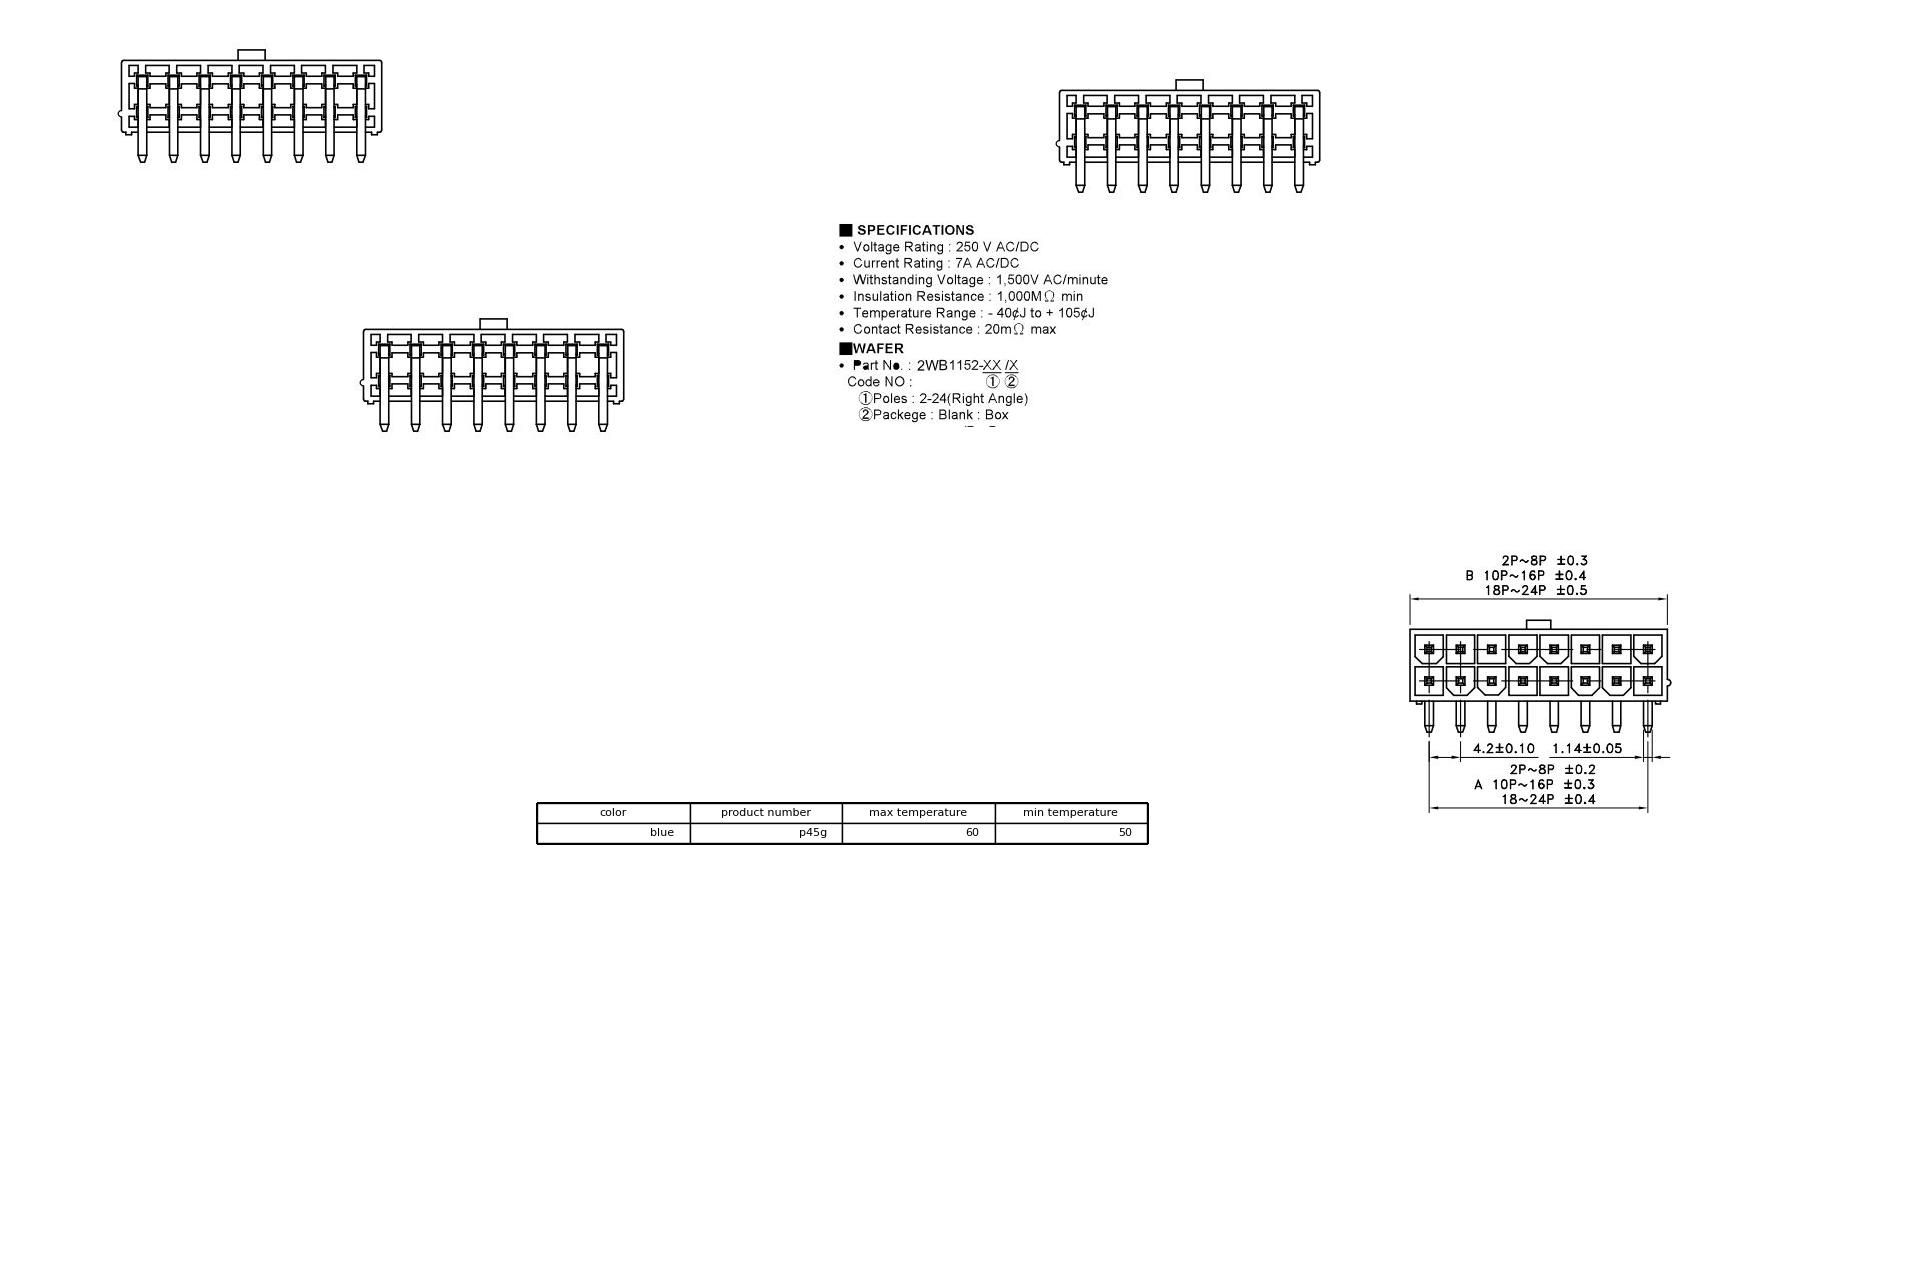 ■ SPECIFICATIONS
• Voltage Rating : 250 V AC/DC
• Current Rating : 7A AC/DC
• Withstanding Voltage : 1,500V AC/minute
• Insulation Resistance : 1,000MΩ min
• Temperature Range : - 40¢J to + 105¢J
• Contact Resistance : 20mΩ max
■WAFER
• Part No. : 2WB1152-XX /X
Code NO : ① ②
①Poles : 2-24(Right Angle)
②Packege : Blank : Box
2P~8P ±0.3
B 10P~16P ±0.4
18P~24P ±0.5
4.2±0.10 1.14±0.05
2P~8P ±0.2
A 10P~16P ±0.3
18~24P ±0.4
color product number max temperature min temperature
blue p45g 60 50